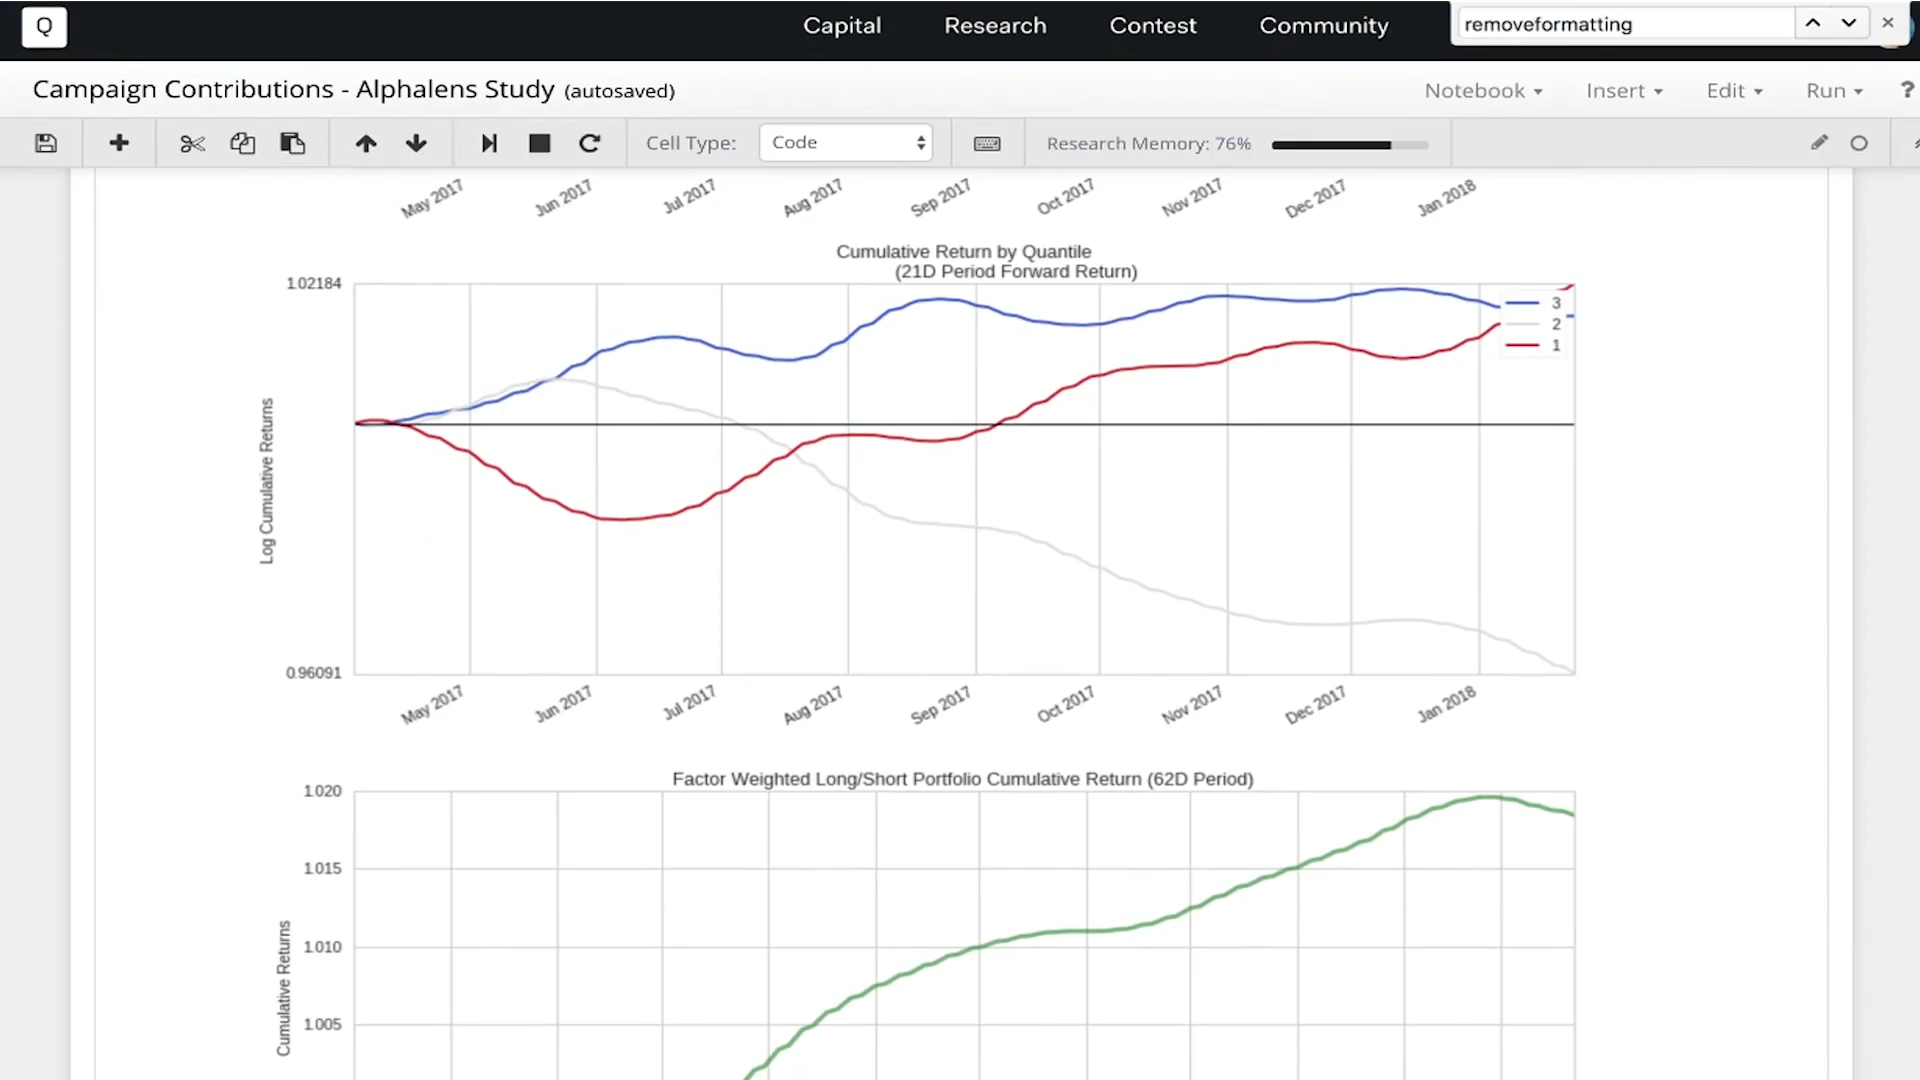 Q Capital Research Contest Community removeformatting
Campaign Contributions - Alphalens Study (autosaved) Notebook Insert Edit Run ?
Cell Type: Code Research Memory: 76%
May 2017 Jun 2017 Jul 2017 Aug 2017 Sep 2017 Oct 2017 Nov 2017 Dec 2017 Jan 2018
Cumulative Return by Quantile
(21D Period Forward Return)
1.02184
3
2
1
Log Cumulative Returns
0.96091
May 2017 Jun 2017 Jul 2017 Aug 2017 Sep 2017 Oct 2017 Nov 2017 Dec 2017 Jan 2018
Factor Weighted Long/Short Portfolio Cumulative Return (62D Period)
1.020
1.015
1.010
1.005
Cumulative Returns